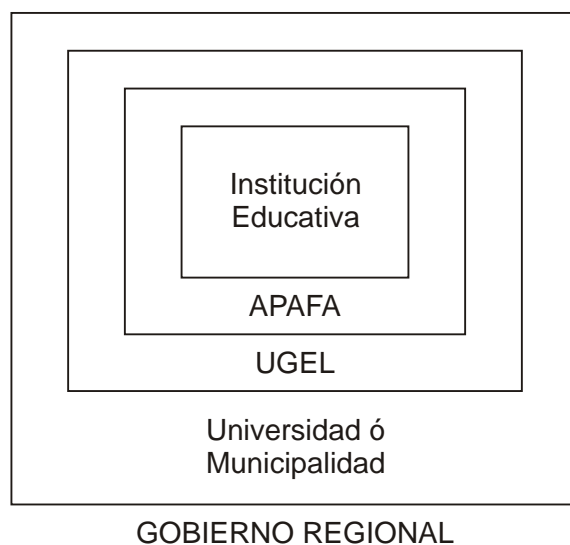 Institución
Educativa
APAFA
UGEL
Universidad ó
Municipalidad
GOBIERNO REGIONAL